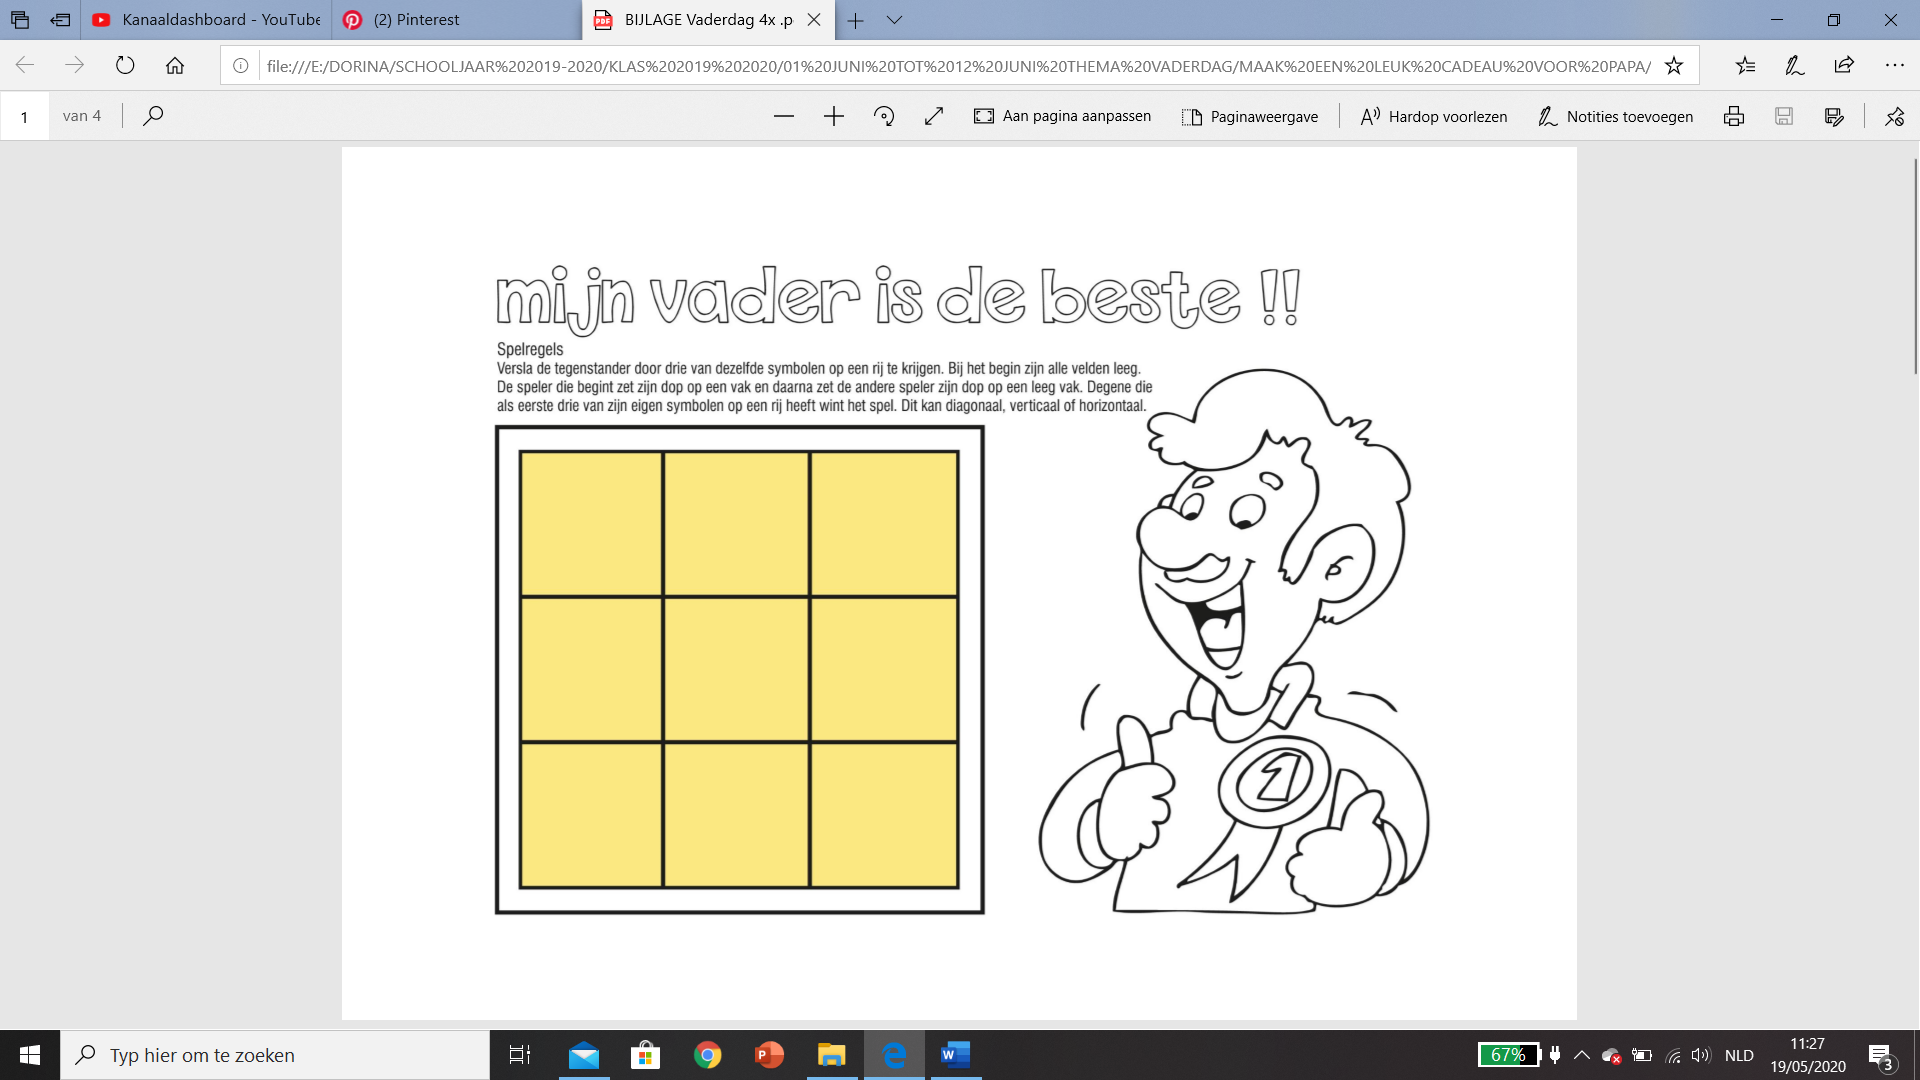 Kanaaldashboard - YouTube
(2) Pinterest
BIJLAGE Vaderdag 4x .p
file:///E:/DORINA/SCHOOLJAAR%202019-2020/KLAS%202019%202020/01%20JUNI%20TOT%2012%20JUNI%20THEMA%20VADERDAG/MAAK%20EEN%20LEUK%20CADEAU%20VOOR%20PAPA/
1 van 4
Aan pagina aanpassen
Paginaweergave
Hardop voorlezen
Notities toevoegen
mijn vader is de beste !!
Spelregels
Versla de tegenstander door drie van dezelfde symbolen op een rij te krijgen. Bij het begin zijn alle velden leeg.
De speler die begint zet zijn dop op een vak en daarna zet de andere speler zijn dop op een leeg vak. Degene die
als eerste drie van zijn eigen symbolen op een rij heeft wint het spel. Dit kan diagonaal, verticaal of horizontaal.
1
Typ hier om te zoeken
67%
NLD
11:27
19/05/2020
3